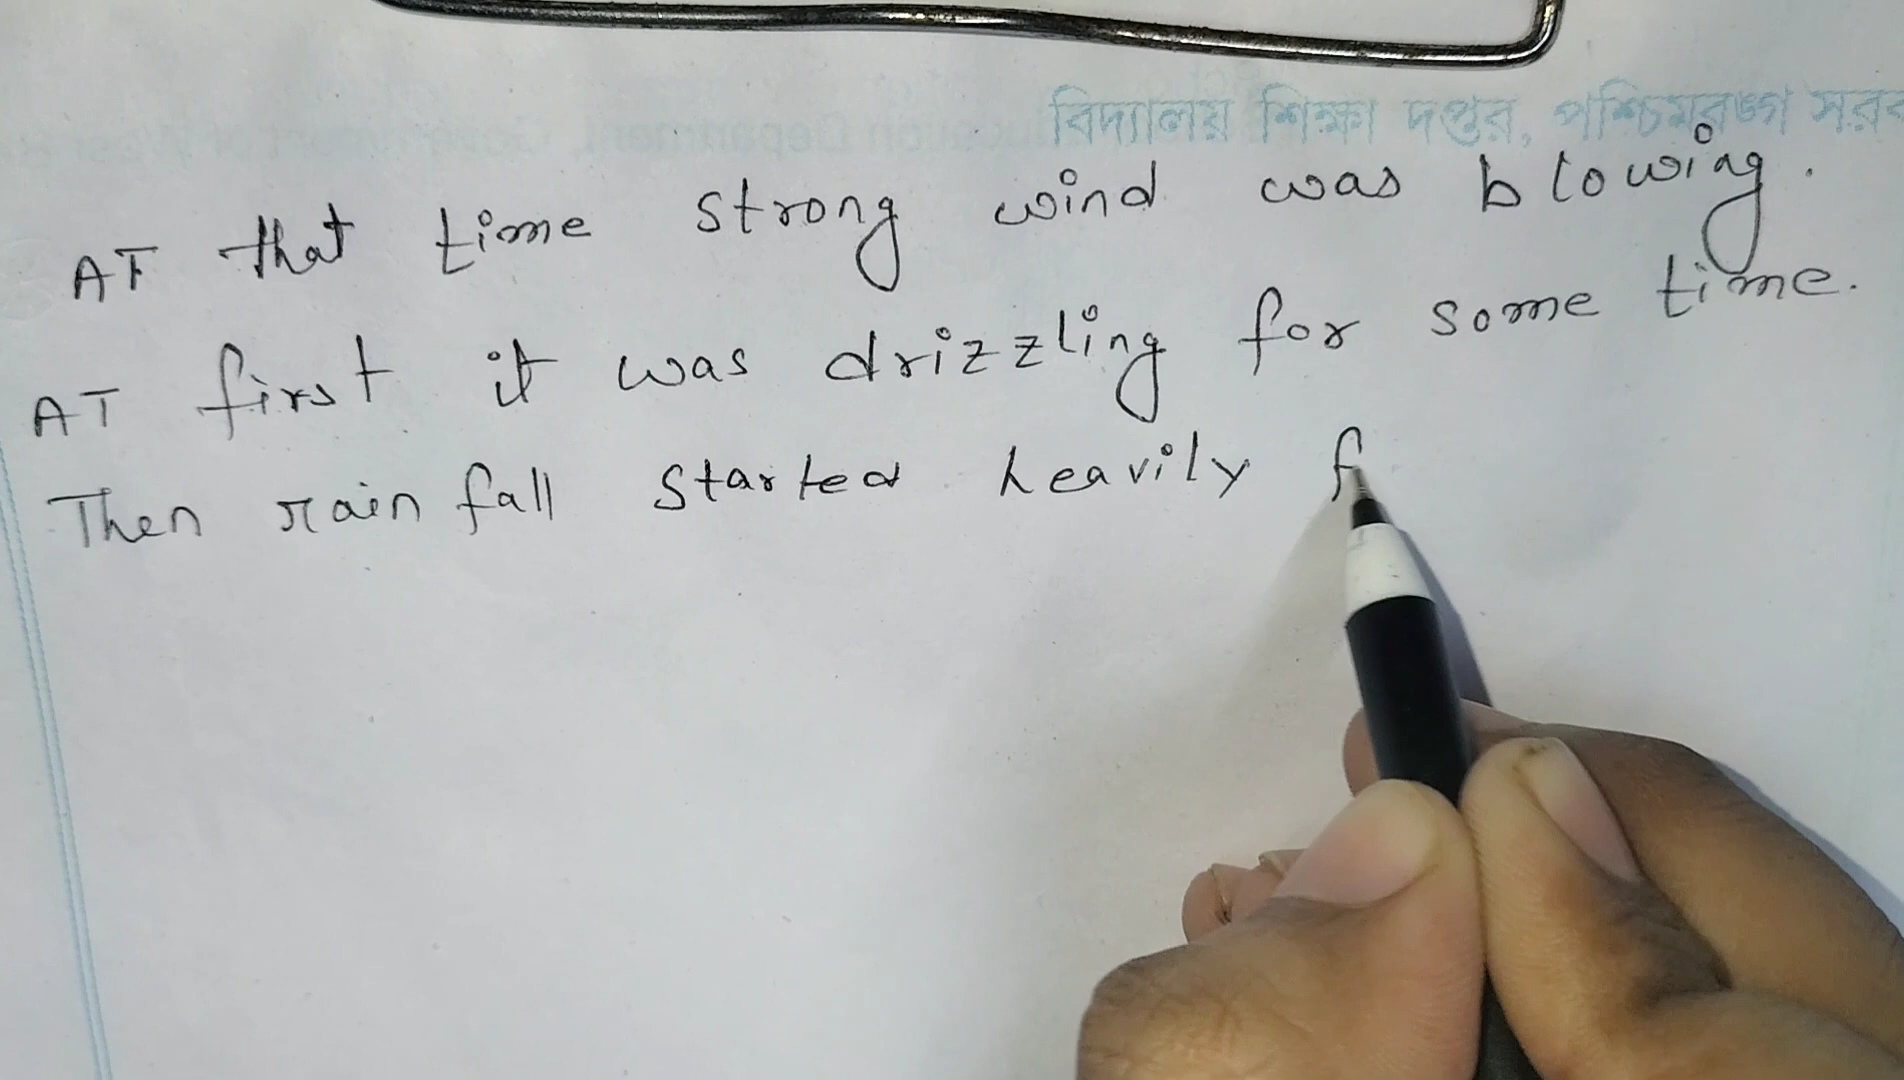 বিদ্যালয় শিক্ষা দপ্তর, পশ্চিমবঙ্গ
AT that time strong wind was blowing.
AT first it was drizzling for some time.
Then rain fall started heavily f